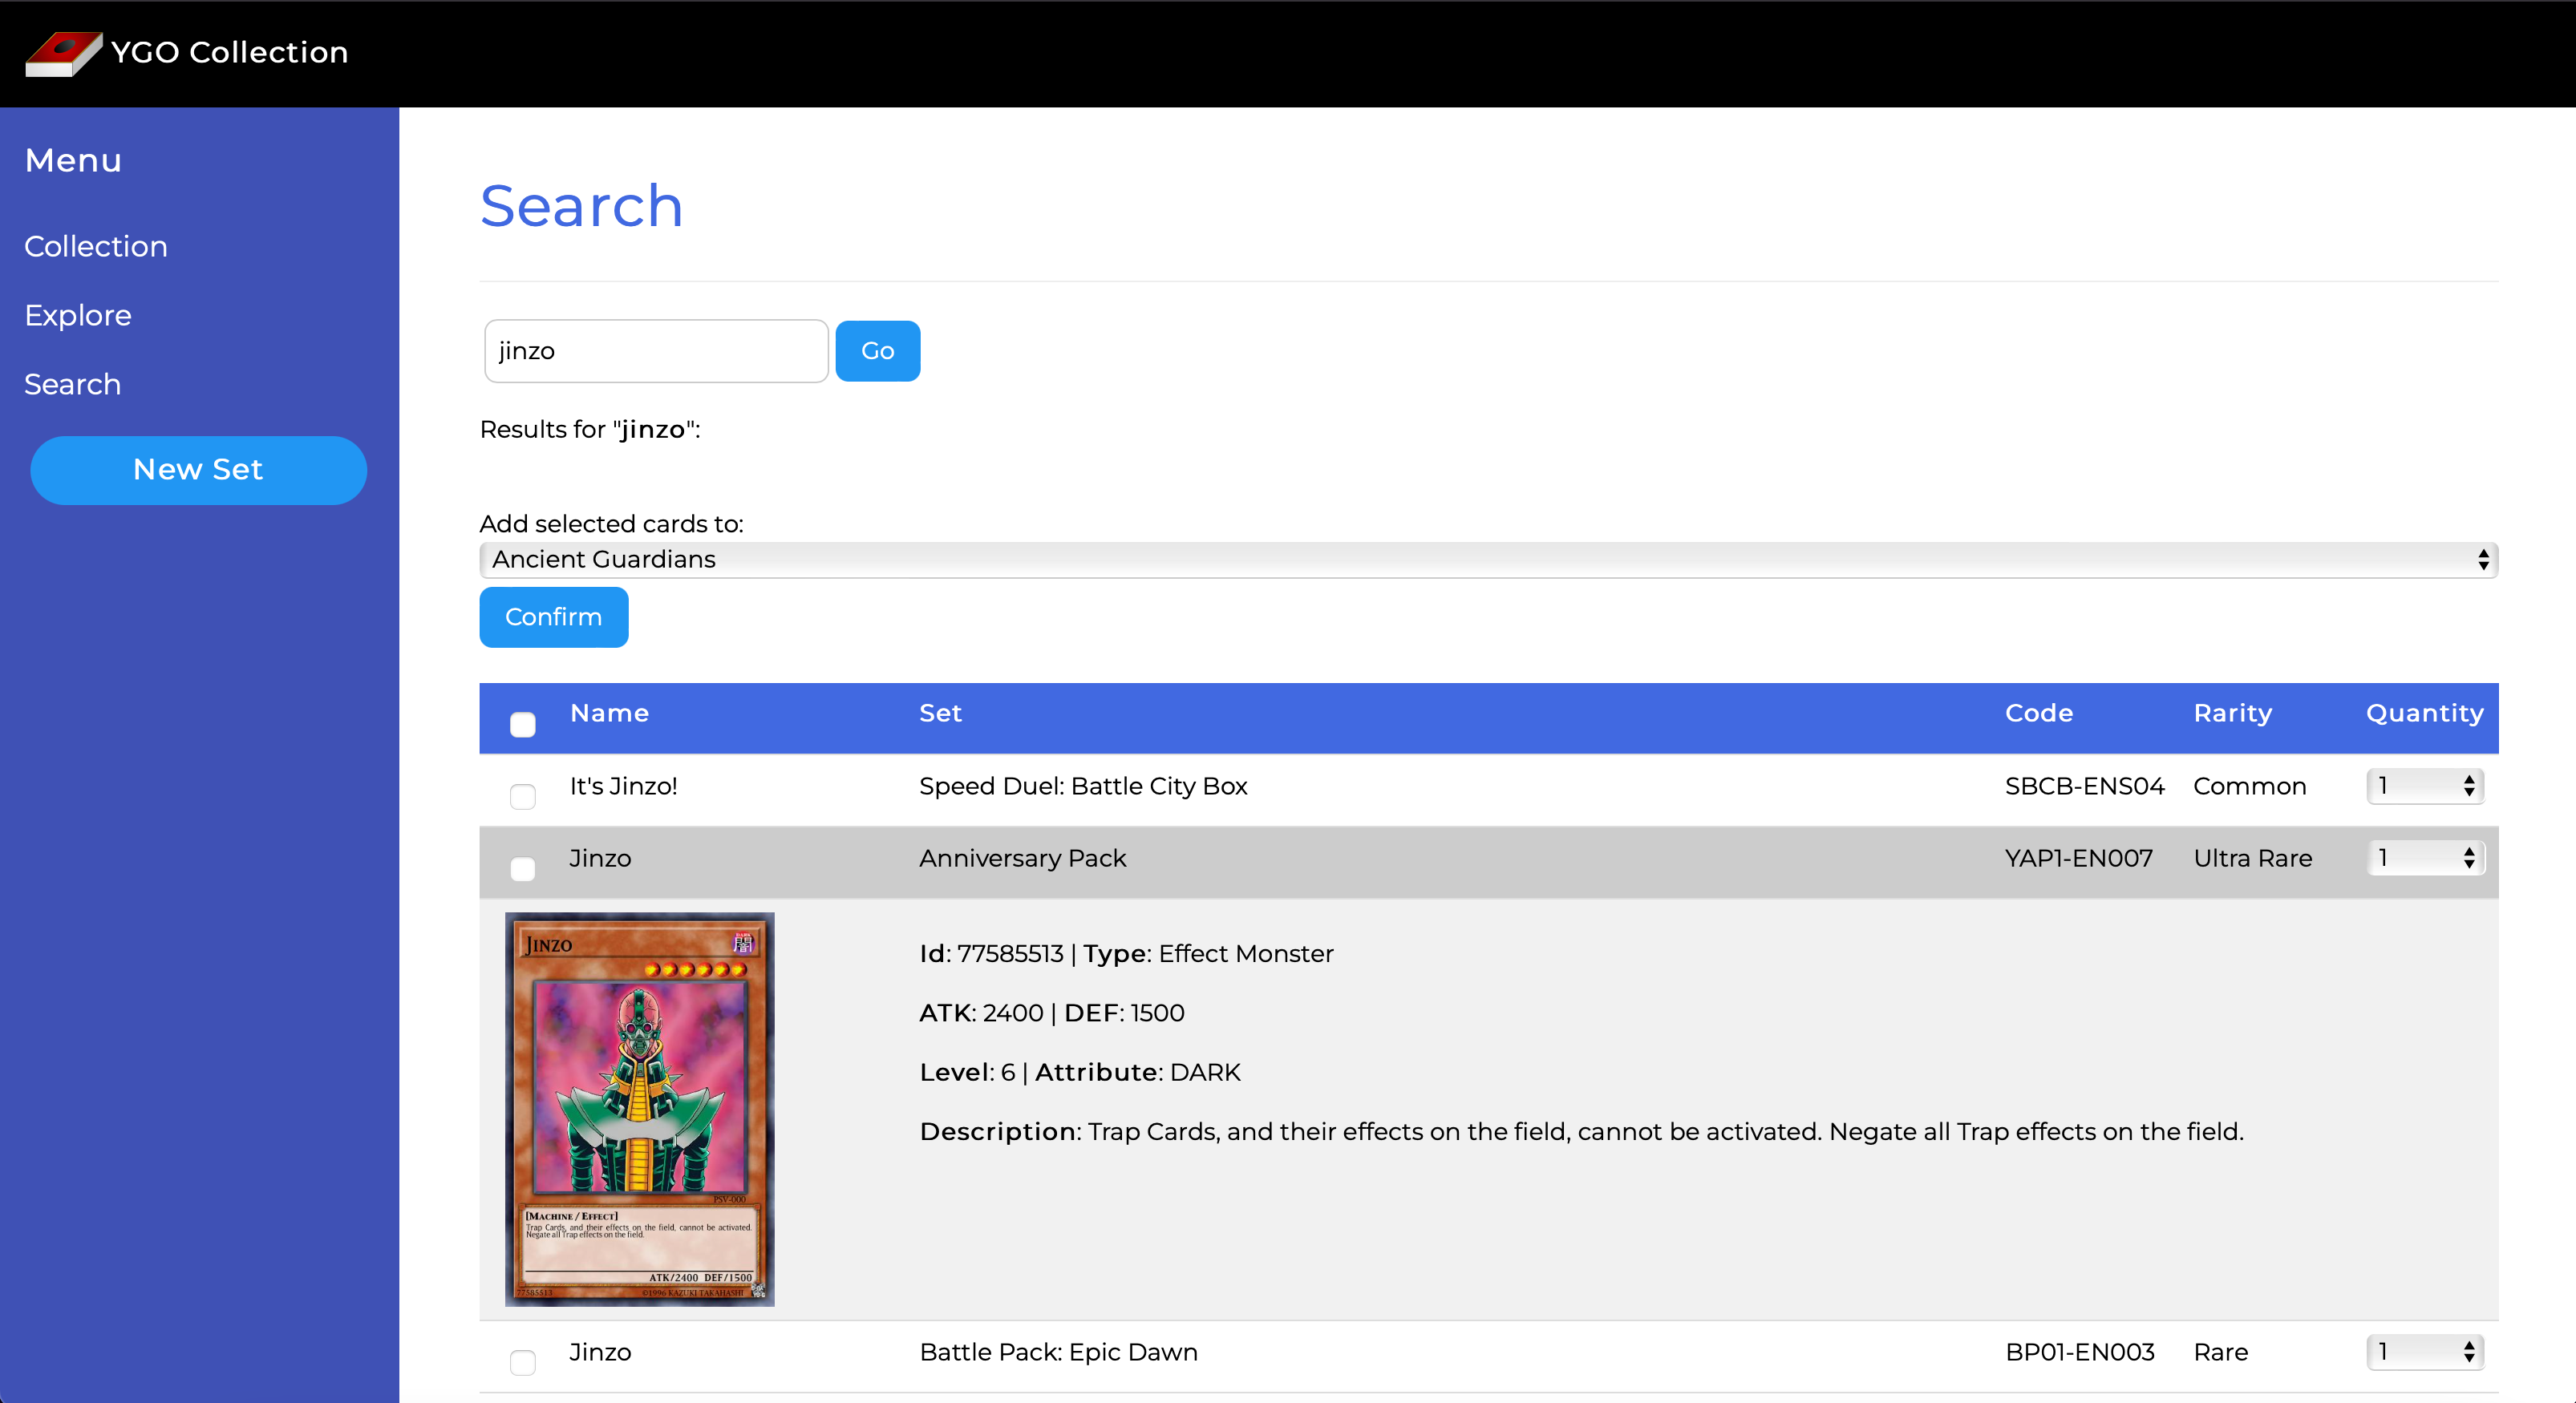 YGO Collection
Menu
Collection
Explore
Search
New Set
Search
jinzo
Go
Results for "jinzo":
Add selected cards to:
Ancient Guardians
Confirm
Name Set Code Rarity Quantity
It's Jinzo! Speed Duel: Battle City Box SBCB-ENS04 Common 1
Jinzo Anniversary Pack YAP1-EN007 Ultra Rare 1
JINZO
闇
PSV-000
[MACHINE / EFFECT]
Trap Cards, and their effects on the field, cannot be activated.
Negate all Trap effects on the field.
ATK/2400 DEF/1500
77585513 ©1996 KAZUKI TAKAHASHI
Id: 77585513 | Type: Effect Monster
ATK: 2400 | DEF: 1500
Level: 6 | Attribute: DARK
Description: Trap Cards, and their effects on the field, cannot be activated. Negate all Trap effects on the field.
Jinzo Battle Pack: Epic Dawn BP01-EN003 Rare 1